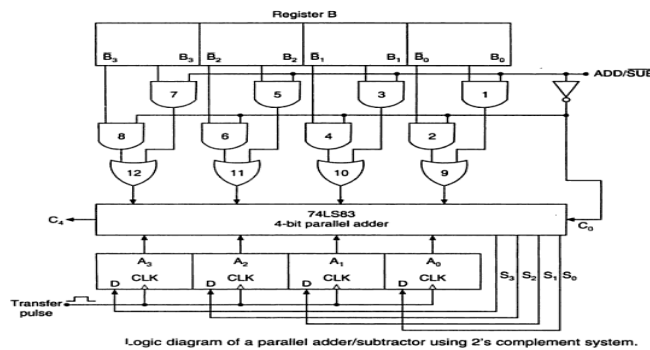 Register B
B̅₃ B₃ B̅₂ B₂ B̅₁ B₁ B̅₀ B₀
ADD/S̅U̅B̅
7 5 3 1
8 6 4 2
12 11 10 9
74LS83
4-bit parallel adder
C₄
C₀
A₃ A₂ A₁ A₀
S₃ S₂ S₁ S₀
D CLK D CLK D CLK D CLK
Transfer
pulse
Logic diagram of a parallel adder/subtractor using 2's complement system.